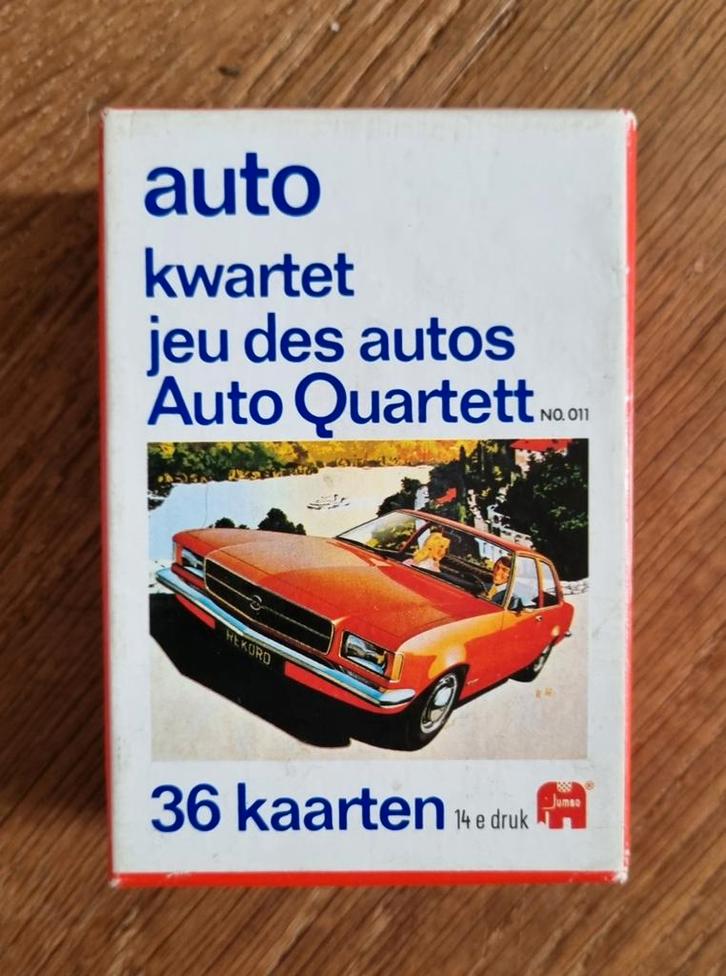 auto
kwartet
jeu des autos
Auto Quartett NO. 011
REKORD
36 kaarten 14 e druk Jumbo ®